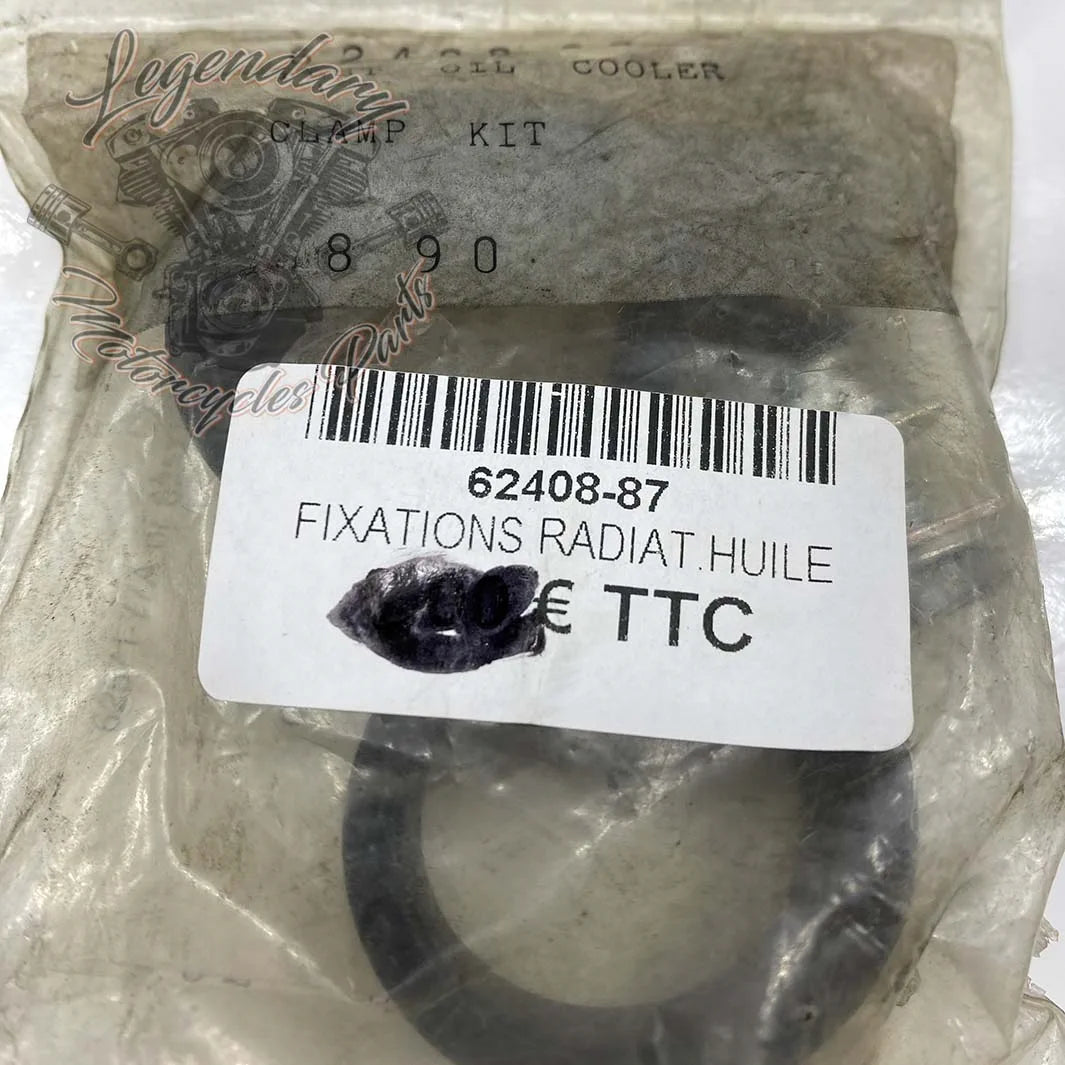 OIL COOLER
CLAMP KIT
8 90
Legendary
Motorcycles Parts
62408-87
FIXATIONS RADIAT.HUILE
€ TTC